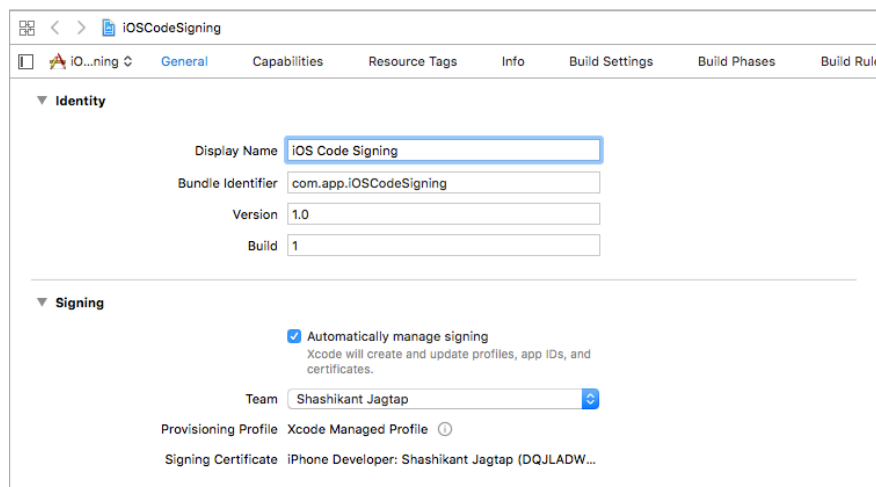 iOSCodeSigning
iO...ning General Capabilities Resource Tags Info Build Settings Build Phases Build Rul
Identity
Display Name iOS Code Signing
Bundle Identifier com.app.iOSCodeSigning
Version 1.0
Build 1
Signing
Automatically manage signing
Xcode will create and update profiles, app IDs, and
certificates.
Team Shashikant Jagtap
Provisioning Profile Xcode Managed Profile
Signing Certificate iPhone Developer: Shashikant Jagtap (DQJLADW...